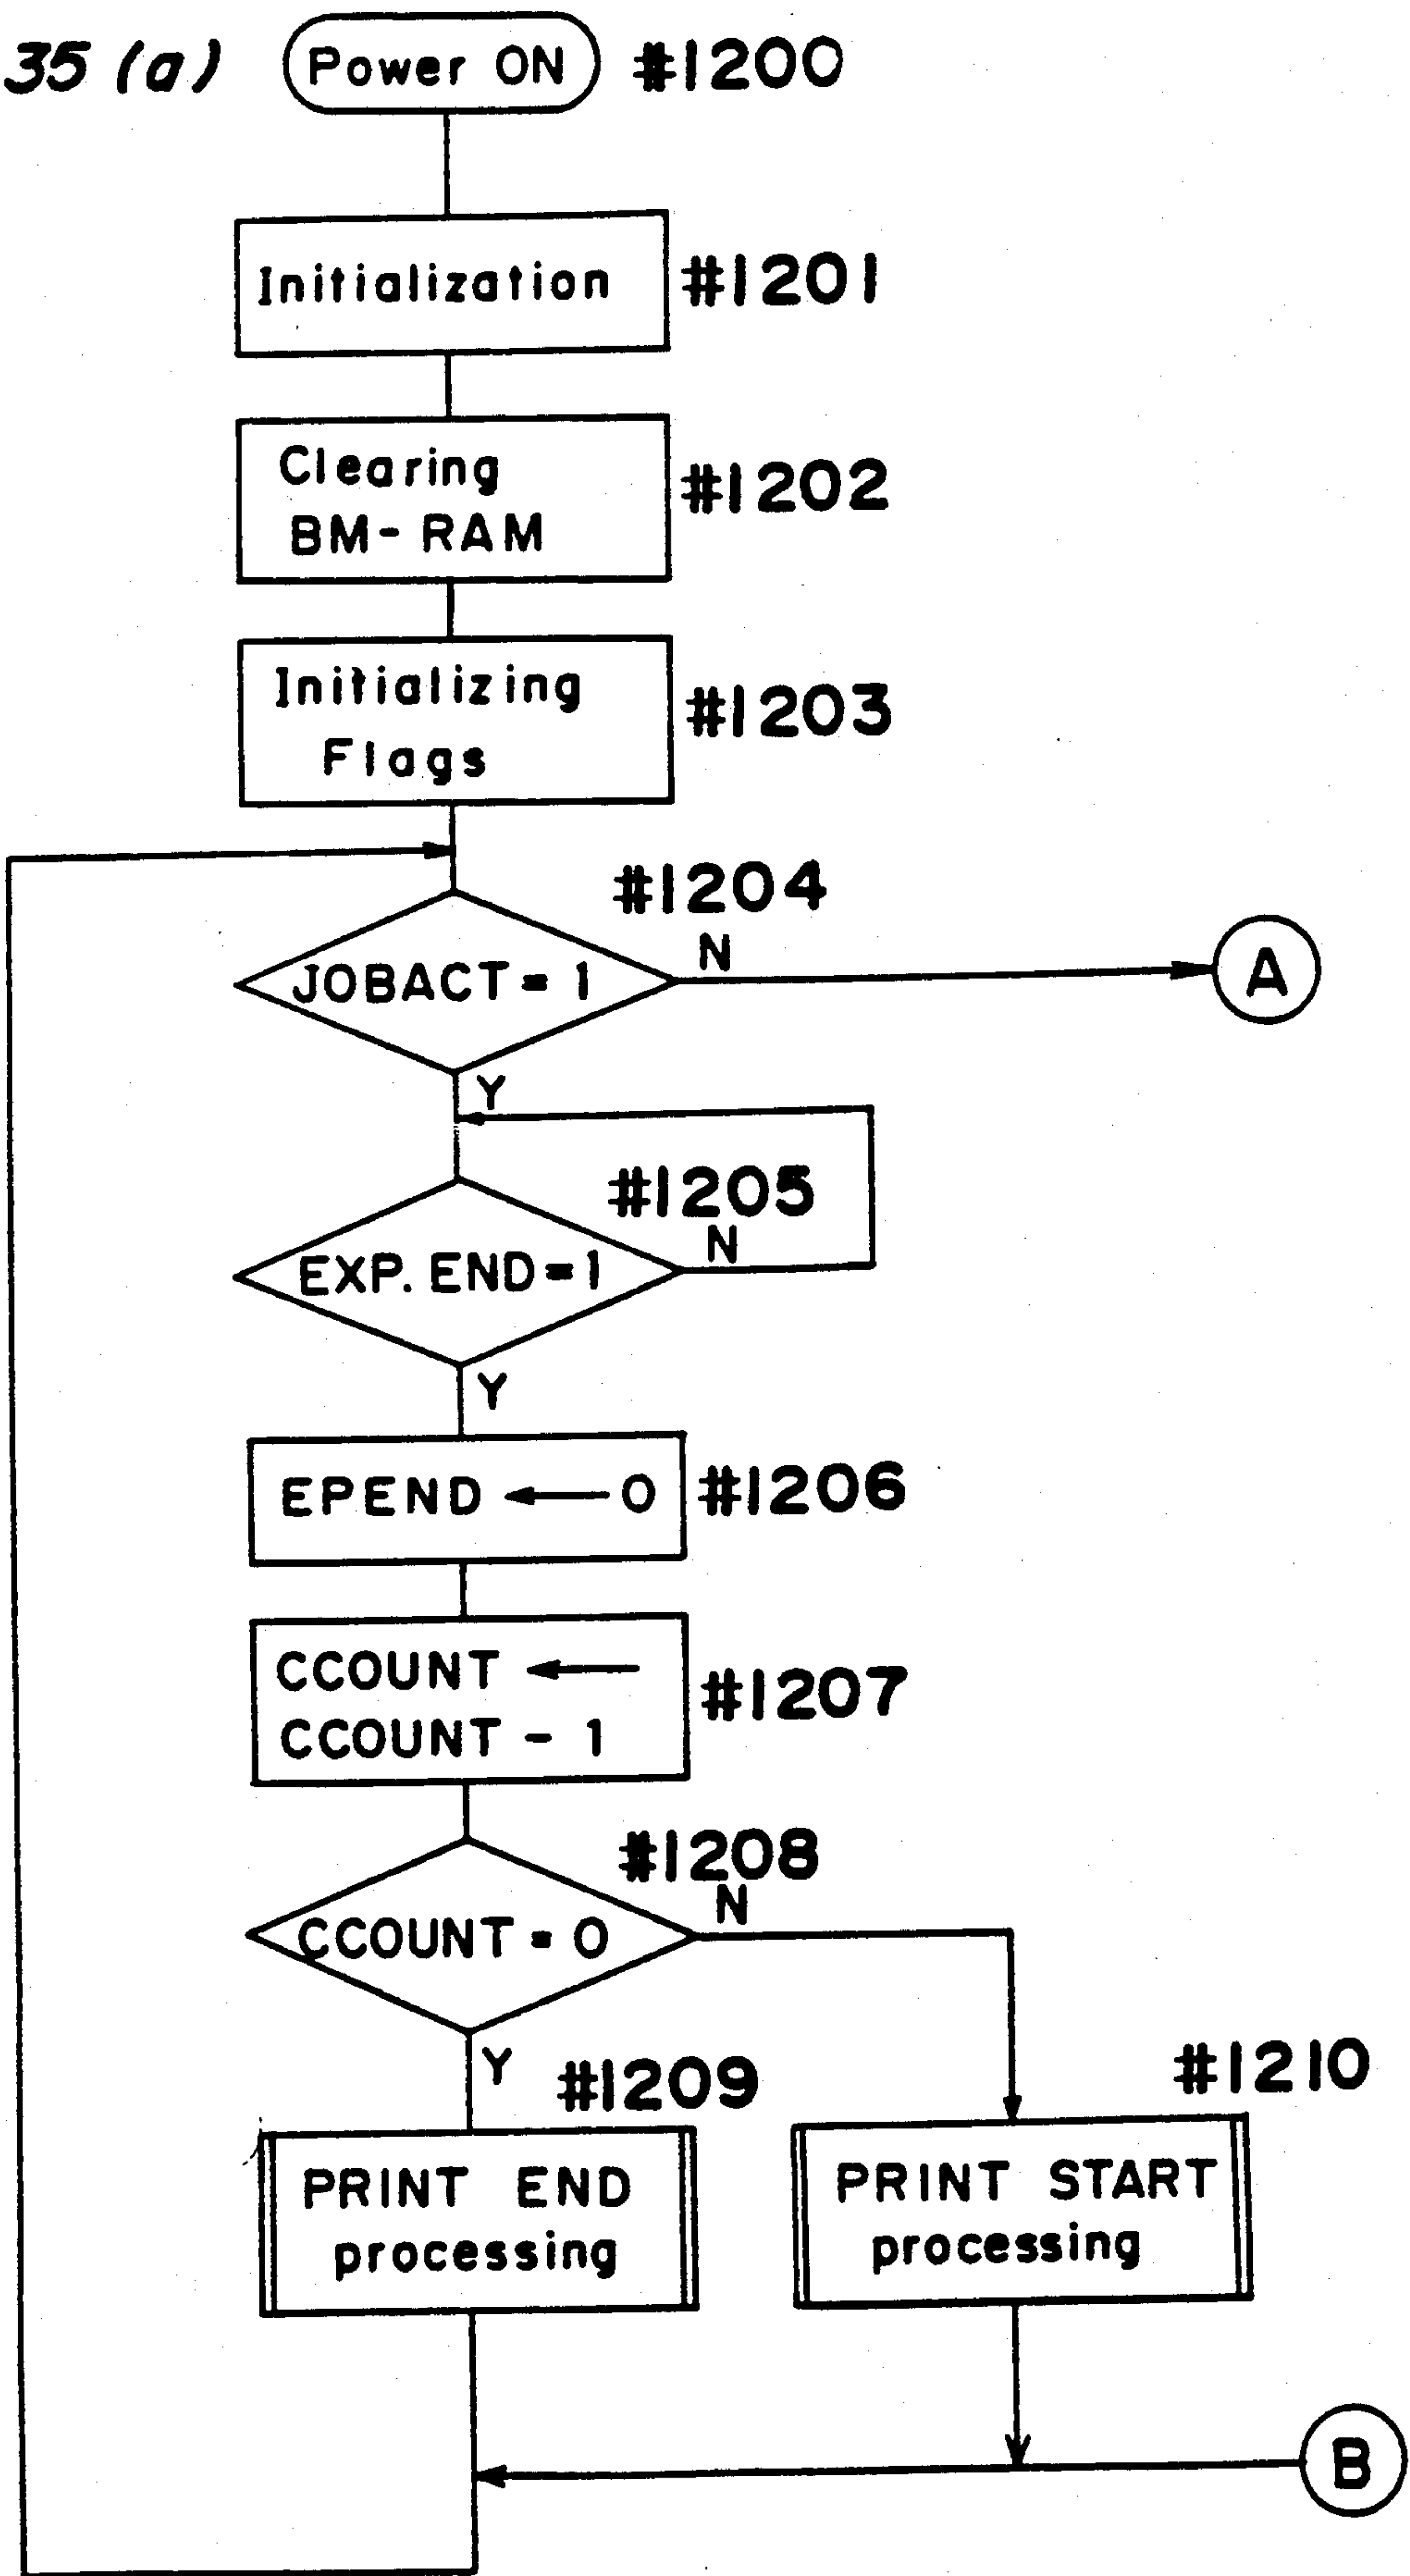 35 (a)
Power ON #1200
Initialization #1201
Clearing
BM-RAM
#1202
Initializing
Flags
#1203
#1204
JOBACT = 1
N
A
Y
#1205
EXP. END = 1
N
Y
EPEND ← 0 #1206
CCOUNT ←
CCOUNT - 1
#1207
#1208
CCOUNT = 0
N
Y
#1209
PRINT END
processing
#1210
PRINT START
processing
B